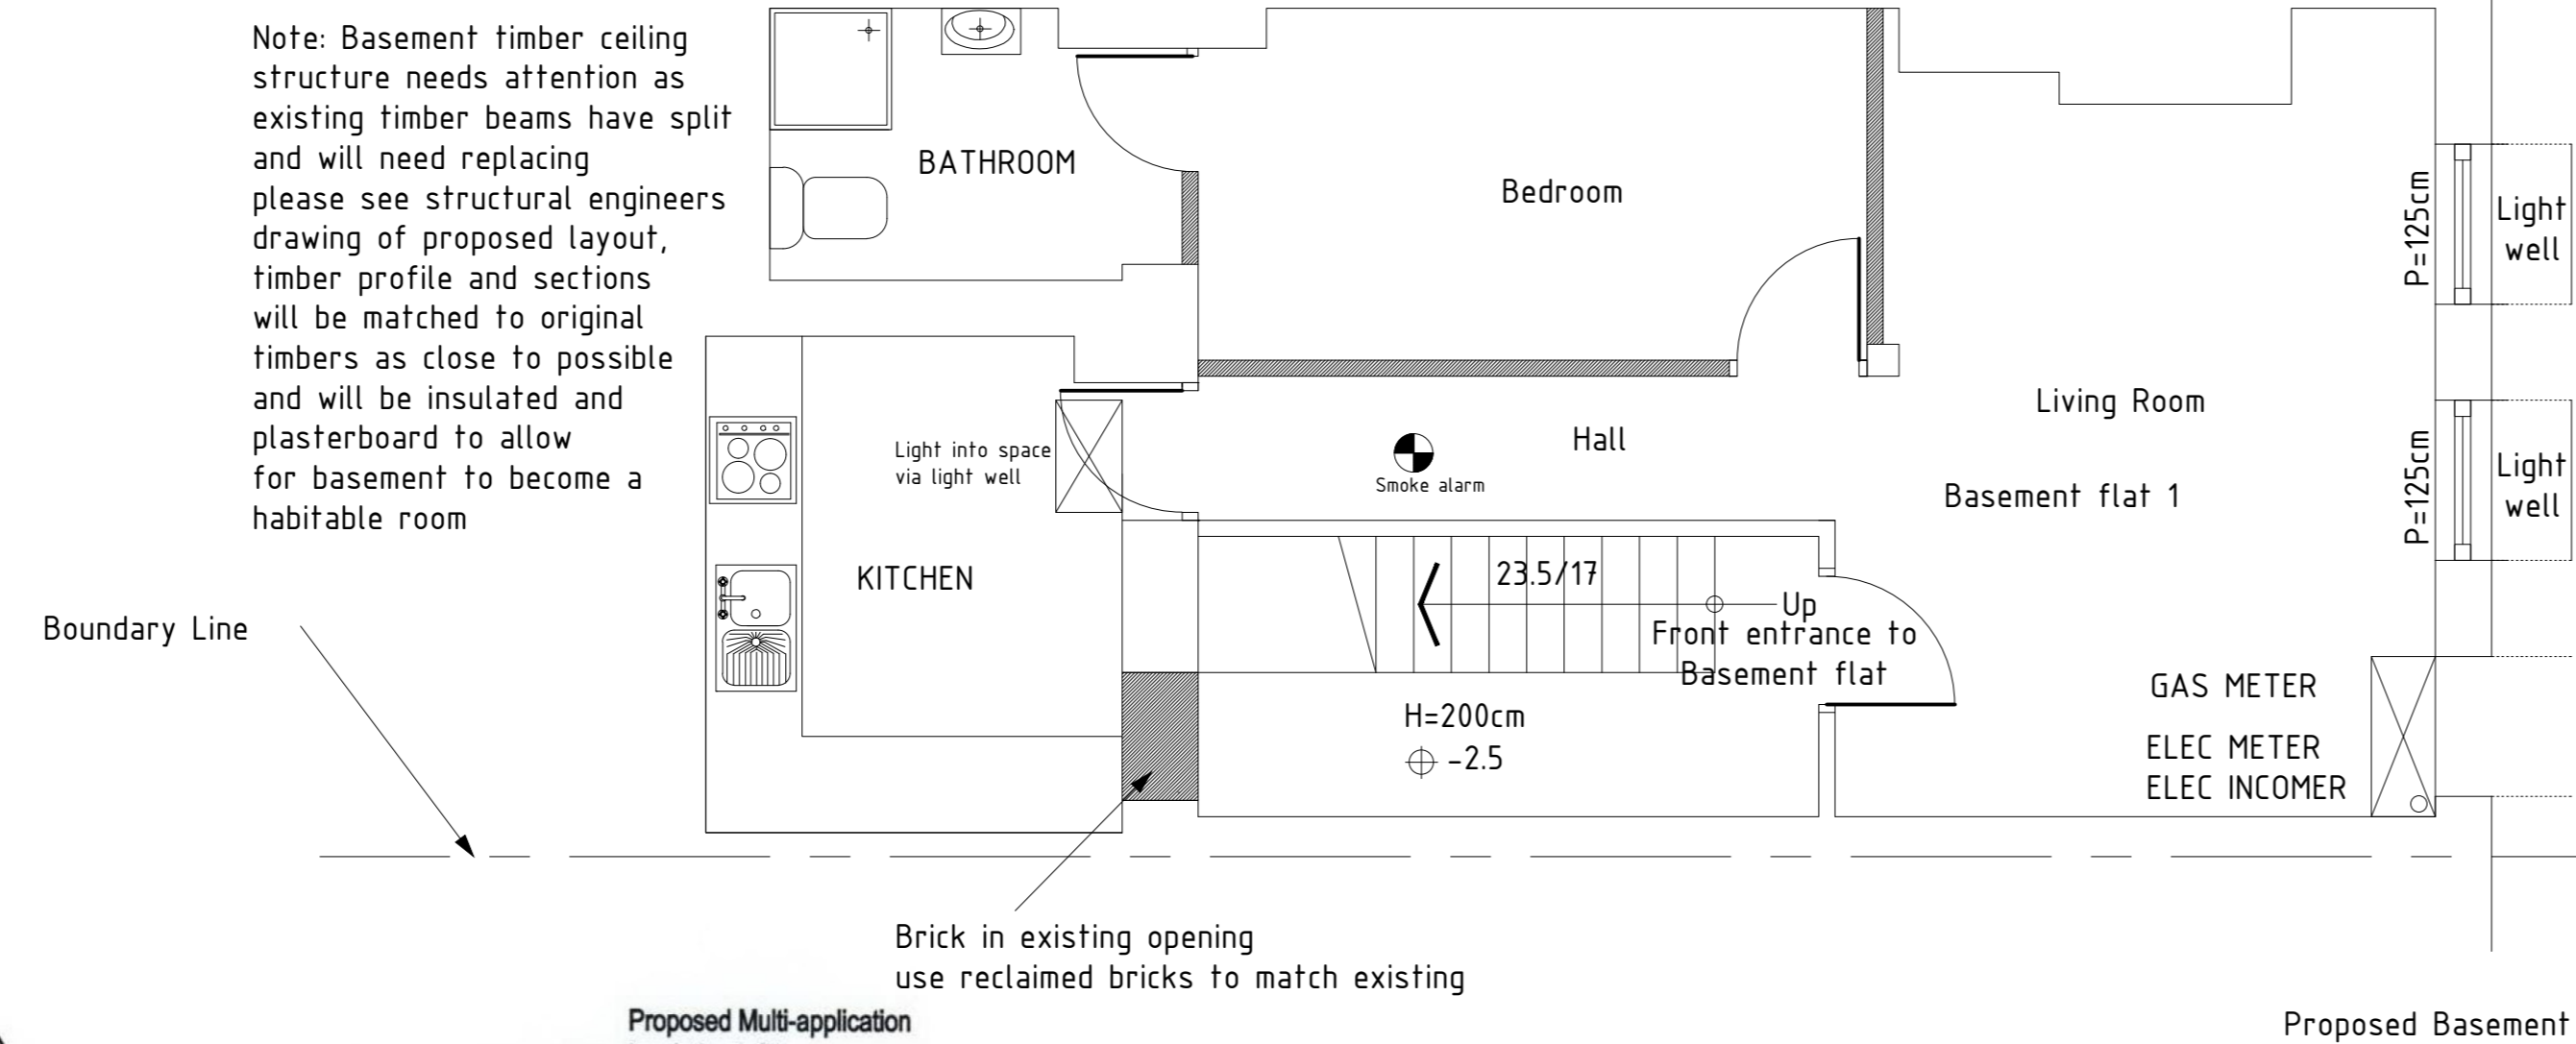 Note: Basement timber ceiling
structure needs attention as
existing timber beams have split
and will need replacing
please see structural engineers
drawing of proposed layout,
timber profile and sections
will be matched to original
timbers as close to possible
and will be insulated and
plasterboard to allow
for basement to become a
habitable room
BATHROOM
Bedroom
P=125cm
Light
well
Living Room
Hall
Light into space
via light well
Smoke alarm
Basement flat 1
P=125cm
Light
well
KITCHEN
23.5/17
Up
Front entrance to
Basement flat
Boundary Line
GAS METER
H=200cm
-2.5
ELEC METER
ELEC INCOMER
Brick in existing opening
use reclaimed bricks to match existing
Proposed Multi-application
Proposed Basement